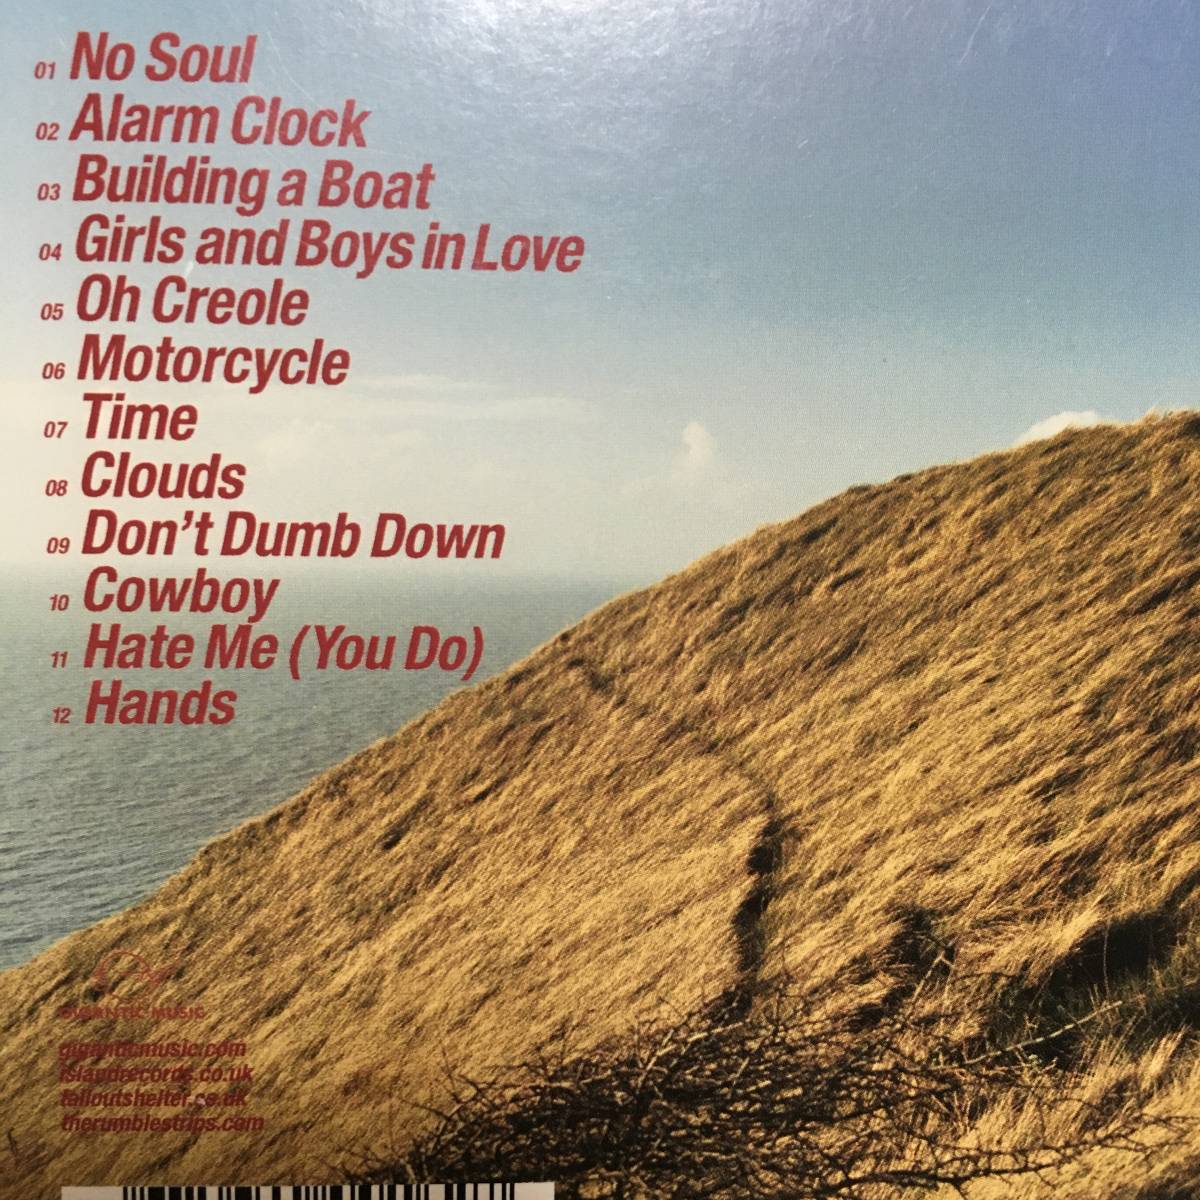 01 No Soul
02 Alarm Clock
03 Building a Boat
04 Girls and Boys in Love
05 Oh Creole
06 Motorcycle
07 Time
08 Clouds
09 Don't Dumb Down
10 Cowboy
11 Hate Me (You Do)
12 Hands
GIGANTIC MUSIC
giganticmusic.com
islandrecords.co.uk
falloutshelter.co.uk
therumblestrips.com